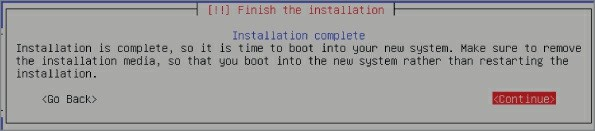 [!!] Finish the installation
Installation complete
Installation is complete, so it is time to boot into your new system. Make sure to remove
the installation media, so that you boot into the new system rather than restarting the
installation.
<Go Back> <Continue>